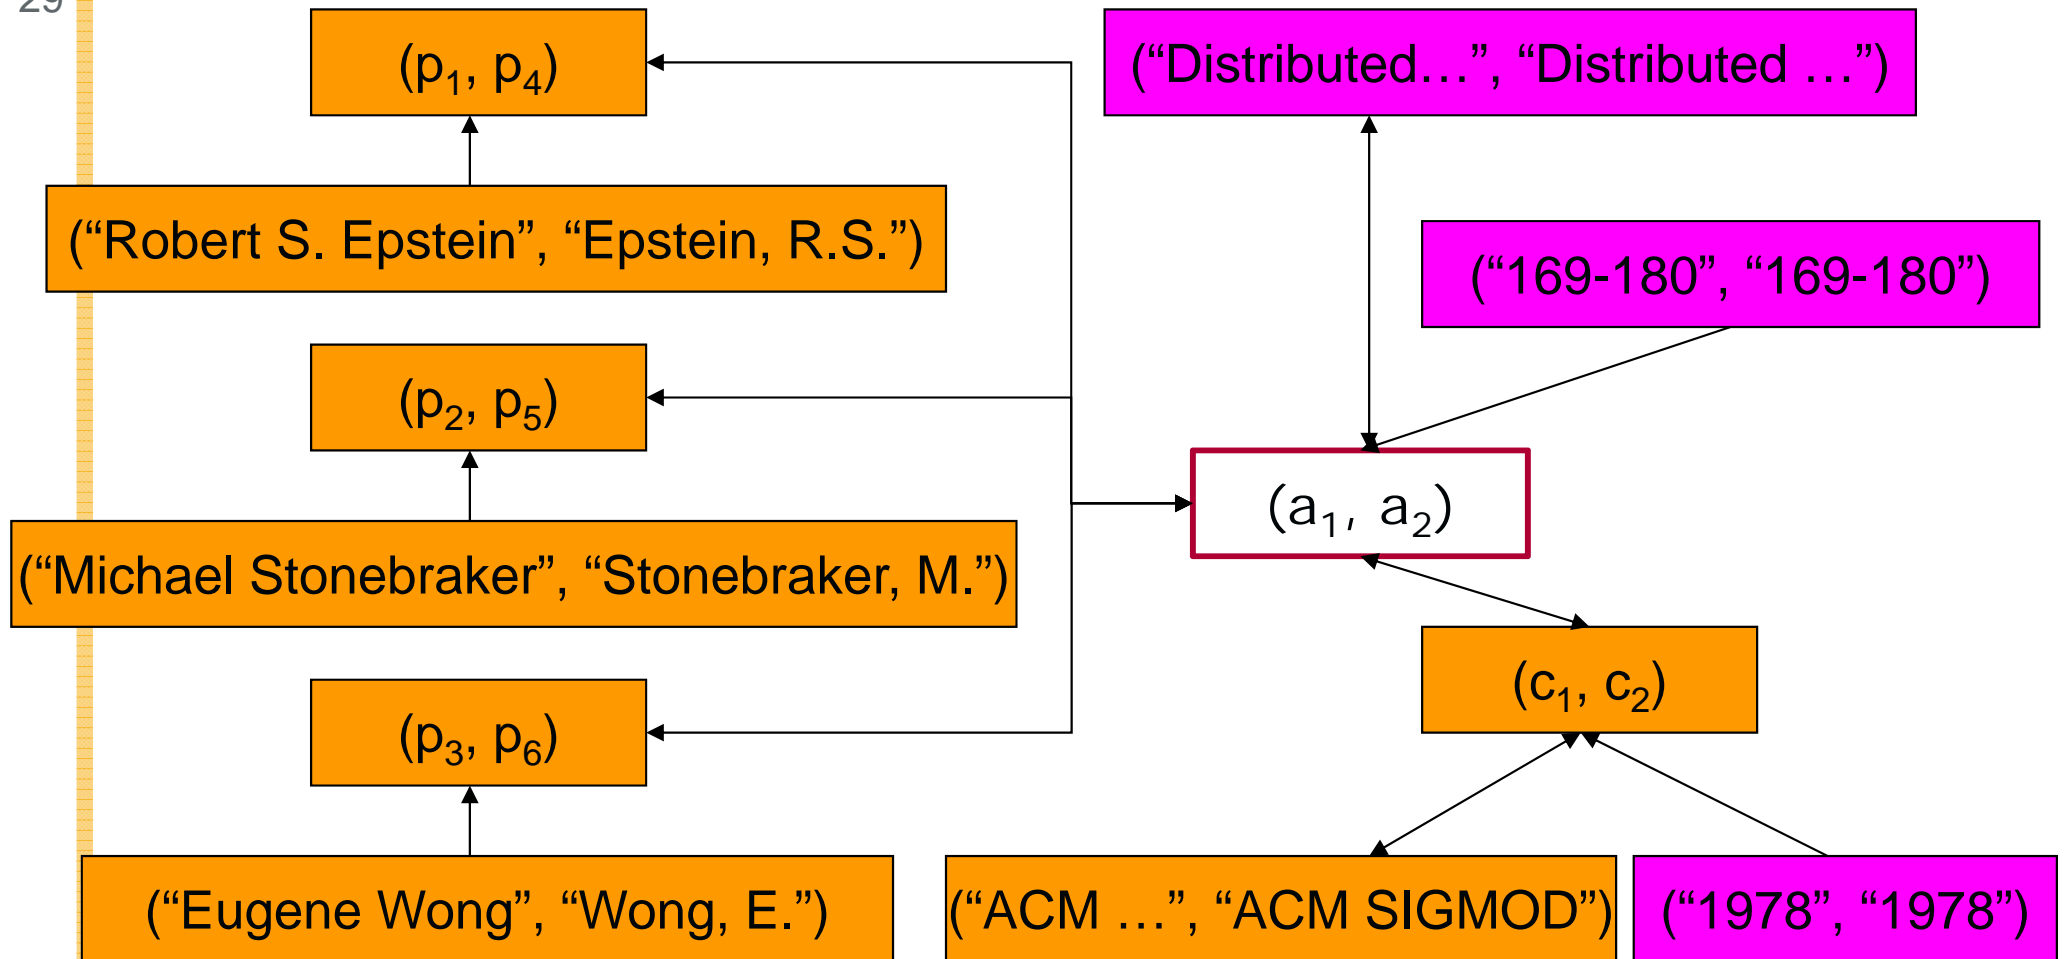 29
(p1, p4)
(“Distributed…”, “Distributed …”)
(“Robert S. Epstein”, “Epstein, R.S.”)
(“169-180”, “169-180”)
(p2, p5)
(a1, a2)
(“Michael Stonebraker”, “Stonebraker, M.”)
(c1, c2)
(p3, p6)
(“Eugene Wong”, “Wong, E.”)
(“ACM …”, “ACM SIGMOD”)
(“1978”, “1978”)